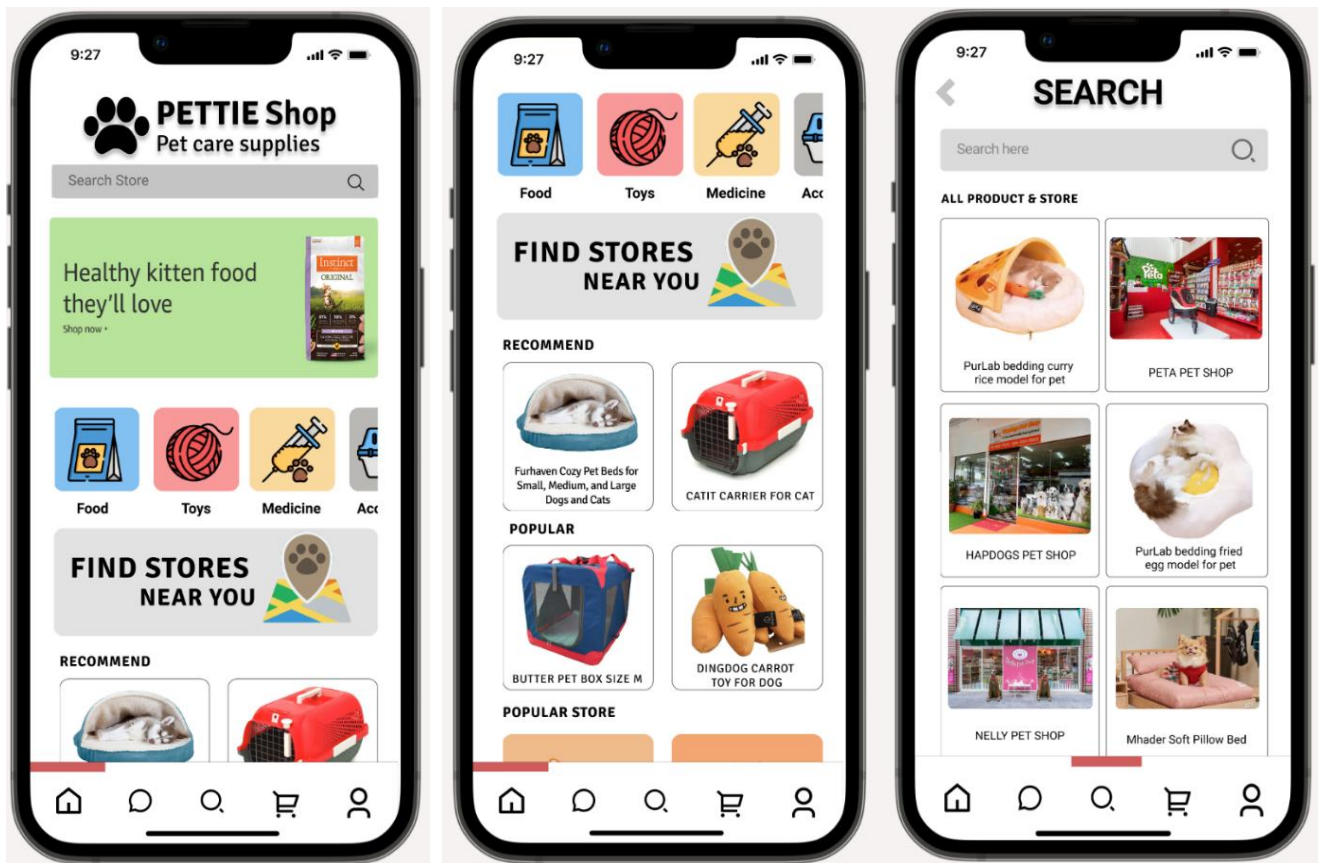 9:27
PETTIE Shop
Pet care supplies
Search Store
Healthy kitten food
they'll love
Shop now
Instinct
ORIGINAL
Food Toys Medicine Acc
FIND STORES
NEAR YOU
RECOMMEND
9:27
Food Toys Medicine Acc
FIND STORES
NEAR YOU
RECOMMEND
Furhaven Cozy Pet Beds for
Small, Medium, and Large
Dogs and Cats
CATIT CARRIER FOR CAT
POPULAR
BUTTER PET BOX SIZE M
DINGDOG CARROT
TOY FOR DOG
POPULAR STORE
9:27
SEARCH
Search here
ALL PRODUCT & STORE
PurLab bedding curry
rice model for pet
Peta
PETA PET SHOP
HAPDOGS PET SHOP
PurLab bedding fried
egg model for pet
NELLY PET SHOP
Mhader Soft Pillow Bed